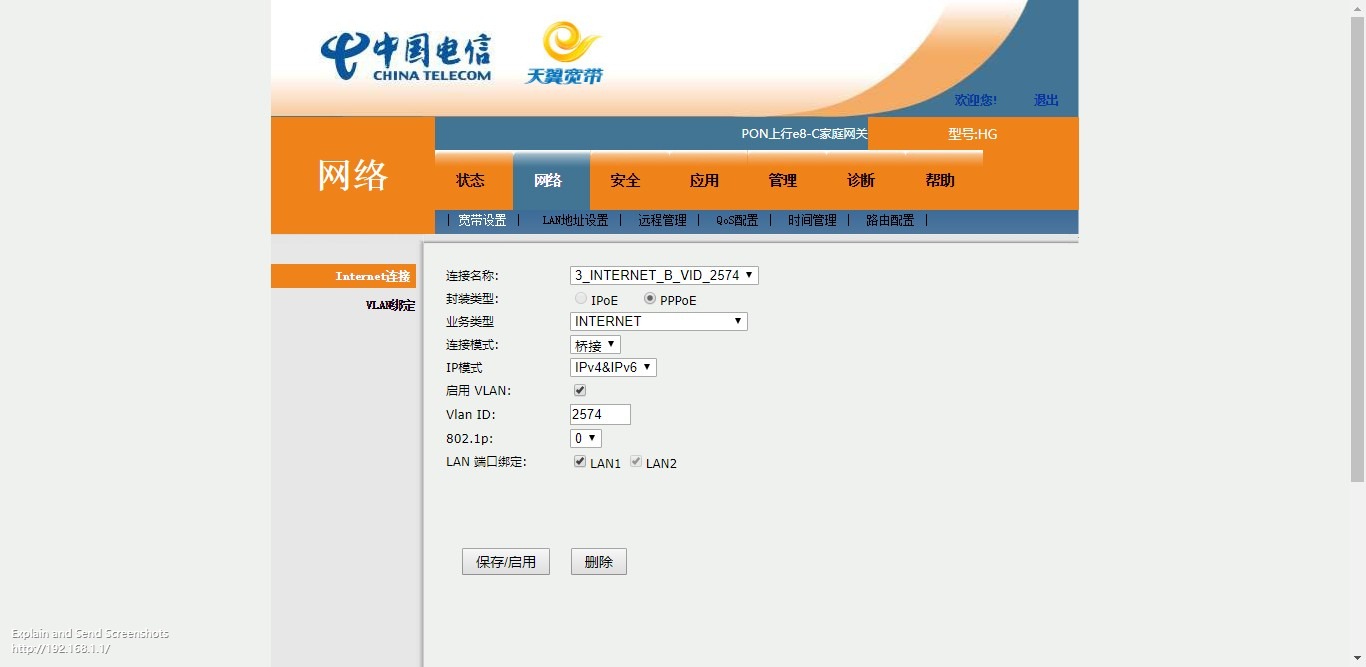 中国电信
CHINA TELECOM
天翼宽带
欢迎您! 退出
网络
PON上行e8-C家庭网关 型号:HG
状态 网络 安全 应用 管理 诊断 帮助
| 宽带设置 | LAN地址设置 | 远程管理 | QoS配置 | 时间管理 | 路由配置 |
Internet连接
VLAN绑定
连接名称: 3_INTERNET_B_VID_2574
封装类型: IPoE PPPoE
业务类型 INTERNET
连接模式: 桥接
IP模式 IPv4&IPv6
启用 VLAN:
Vlan ID: 2574
802.1p: 0
LAN 端口绑定: LAN1 LAN2
保存/启用 删除
Explain and Send Screenshots
http://192.168.1.1/